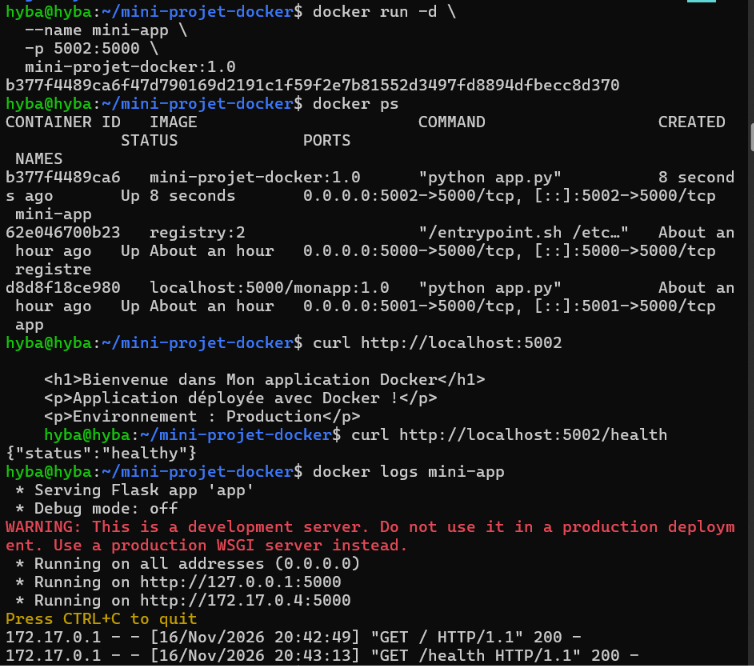 hyba@hyba:~/mini-projet-docker$ docker run -d \
  --name mini-app \
  -p 5002:5000 \
  mini-projet-docker:1.0
b377f4489ca6f47d790169d2191c1f59f2e7b81552d3497fd8894dfbecc8d370
hyba@hyba:~/mini-projet-docker$ docker ps
CONTAINER ID   IMAGE                        COMMAND                  CREATED
            STATUS             PORTS
 NAMES
b377f4489ca6   mini-projet-docker:1.0      "python app.py"          8 second
s ago       Up 8 seconds       0.0.0.0:5002->5000/tcp, [::]:5002->5000/tcp
 mini-app
62e046700b23   registry:2                  "/entrypoint.sh /etc…"   About an
 hour ago   Up About an hour   0.0.0.0:5000->5000/tcp, [::]:5000->5000/tcp
 registre
d8d8f18ce980   localhost:5000/monapp:1.0   "python app.py"          About an
 hour ago   Up About an hour   0.0.0.0:5001->5000/tcp, [::]:5001->5000/tcp
 app
hyba@hyba:~/mini-projet-docker$ curl http://localhost:5002
    <h1>Bienvenue dans Mon application Docker</h1>
    <p>Application déployée avec Docker !</p>
    <p>Environnement : Production</p>
    hyba@hyba:~/mini-projet-docker$ curl http://localhost:5002/health
{"status":"healthy"}
hyba@hyba:~/mini-projet-docker$ docker logs mini-app
 * Serving Flask app 'app'
 * Debug mode: off
WARNING: This is a development server. Do not use it in a production deploym
ent. Use a production WSGI server instead.
 * Running on all addresses (0.0.0.0)
 * Running on http://127.0.0.1:5000
 * Running on http://172.17.0.4:5000
Press CTRL+C to quit
172.17.0.1 - - [16/Nov/2026 20:42:49] "GET / HTTP/1.1" 200 -
172.17.0.1 - - [16/Nov/2026 20:43:13] "GET /health HTTP/1.1" 200 -